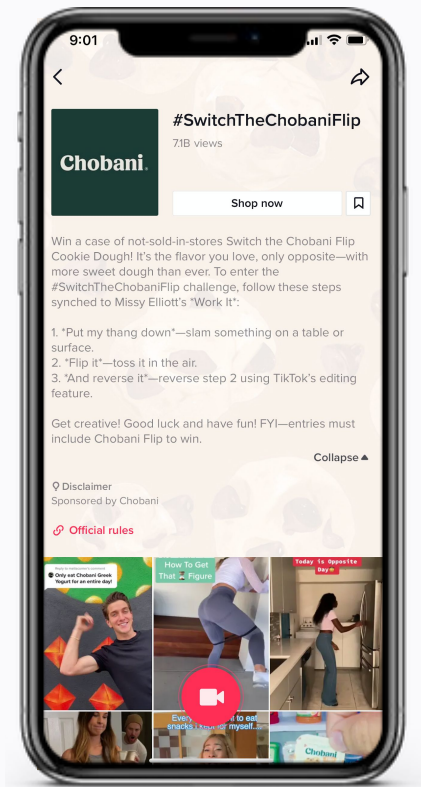 9:01
#SwitchTheChobaniFlip
7.1B views
Chobani.
Shop now
Win a case of not-sold-in-stores Switch the Chobani Flip
Cookie Dough! It's the flavor you love, only opposite—with
more sweet dough than ever. To enter the
#SwitchTheChobaniFlip challenge, follow these steps
synched to Missy Elliott's "Work It":
1. *Put my thang down*—slam something on a table or
surface.
2. *Flip it*—toss it in the air.
3. *And reverse it*—reverse step 2 using TikTok's editing
feature.
Get creative! Good luck and have fun! FYI—entries must
include Chobani Flip to win.
Collapse
Disclaimer
Sponsored by Chobani
Official rules
Only eat Chobani Greek
Yogurt for an entire day!
How To Get
That Figure
Today is Opposite
Day
to eat
snacks I kept for myself...
Chobani